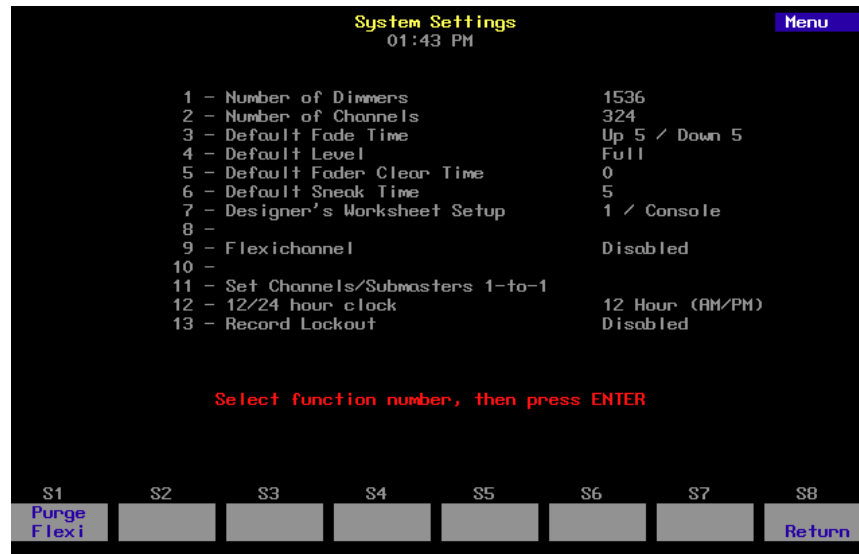 System Settings
Menu
01:43 PM
1 - Number of Dimmers 1536
2 - Number of Channels 324
3 - Default Fade Time Up 5 / Down 5
4 - Default Level Full
5 - Default Fader Clear Time 0
6 - Default Sneak Time 5
7 - Designer's Worksheet Setup 1 / Console
8 -
9 - Flexichannel Disabled
10 -
11 - Set Channels/Submasters 1-to-1
12 - 12/24 hour clock 12 Hour (AM/PM)
13 - Record Lockout Disabled
Select function number, then press ENTER
S1 S2 S3 S4 S5 S6 S7 S8
Purge
Flexi Return